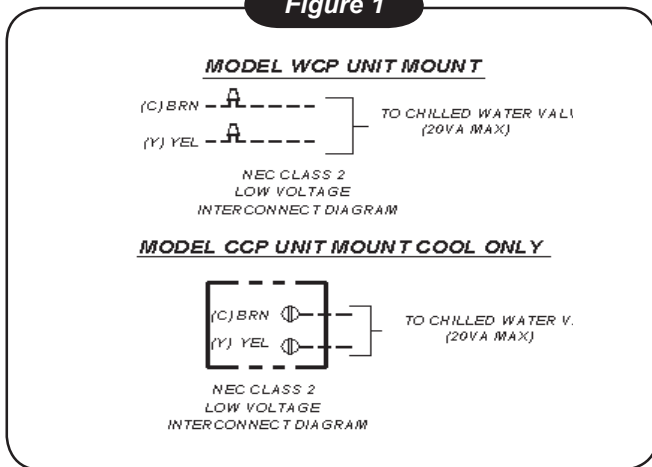 Figure 1
MODEL WCP UNIT MOUNT
(C) BRN
TO CHILLED WATER
(Y) YEL
(20VA MAX)
NEC CLASS 2
LOW VOLTAGE
INTERCONNECT DIAGRAM
MODEL CCP UNIT MOUNT COOL ONLY
(C) BRN
TO CHILLED WATER
(Y) YEL
(20VA MAX)
NEC CLASS 2
LOW VOLTAGE
INTERCONNECT DIAGRAM